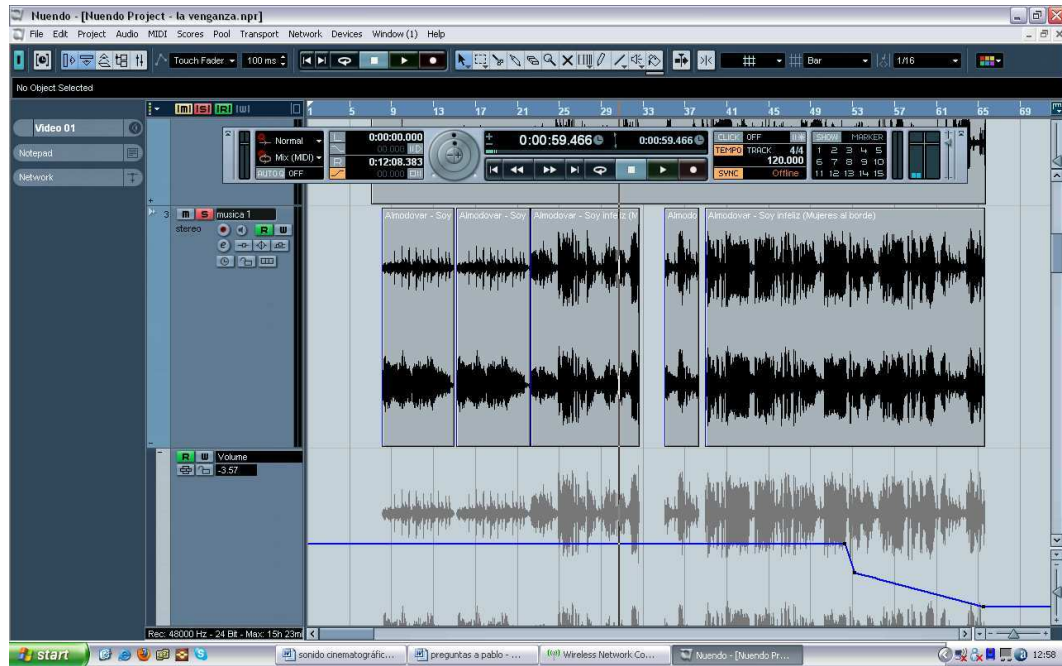 Nuendo - [Nuendo Project - la venganza.npr]
File Edit Project Audio MIDI Scores Pool Transport Network Devices Window (1) Help
Touch Fader 100 ms Bar 1/16
No Object Selected
[m] [S] [R] [W]
1 5 9 13 17 21 25 29 33 37 41 45 49 53 57 61 65 69
Video 01
Notepad
Network
Normal
Mix (MIDI)
AUTO Q OFF
L 0:00:00.000
00.000
R 0:12:08.383
00.000
0:00:59.466 0:00:59.466
CLICK OFF
TEMPO TRACK 4/4
120.000
SYNC Offline
SHOW MARKER
1 2 3 4 5
6 7 8 9 10
11 12 13 14 15
3 m S musica 1
stereo R W
e
Almodovar - Soy
Almodovar - Soy
Almodovar - Soy infeliz (M
Almodo
Almodovar - Soy infeliz (Mujeres al borde)
R W Volume
-3.57
Rec: 48000 Hz - 24 Bit - Max: 15h 23m
start
sonido cinematográfic...
preguntas a pablo - ...
Wireless Network Co...
Nuendo - [Nuendo Pr...
12:58